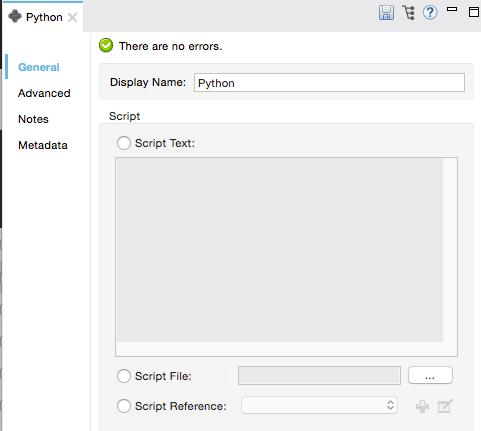 Python
General
Advanced
Notes
Metadata
There are no errors.
Display Name: Python
Script
Script Text:
Script File: ...
Script Reference: